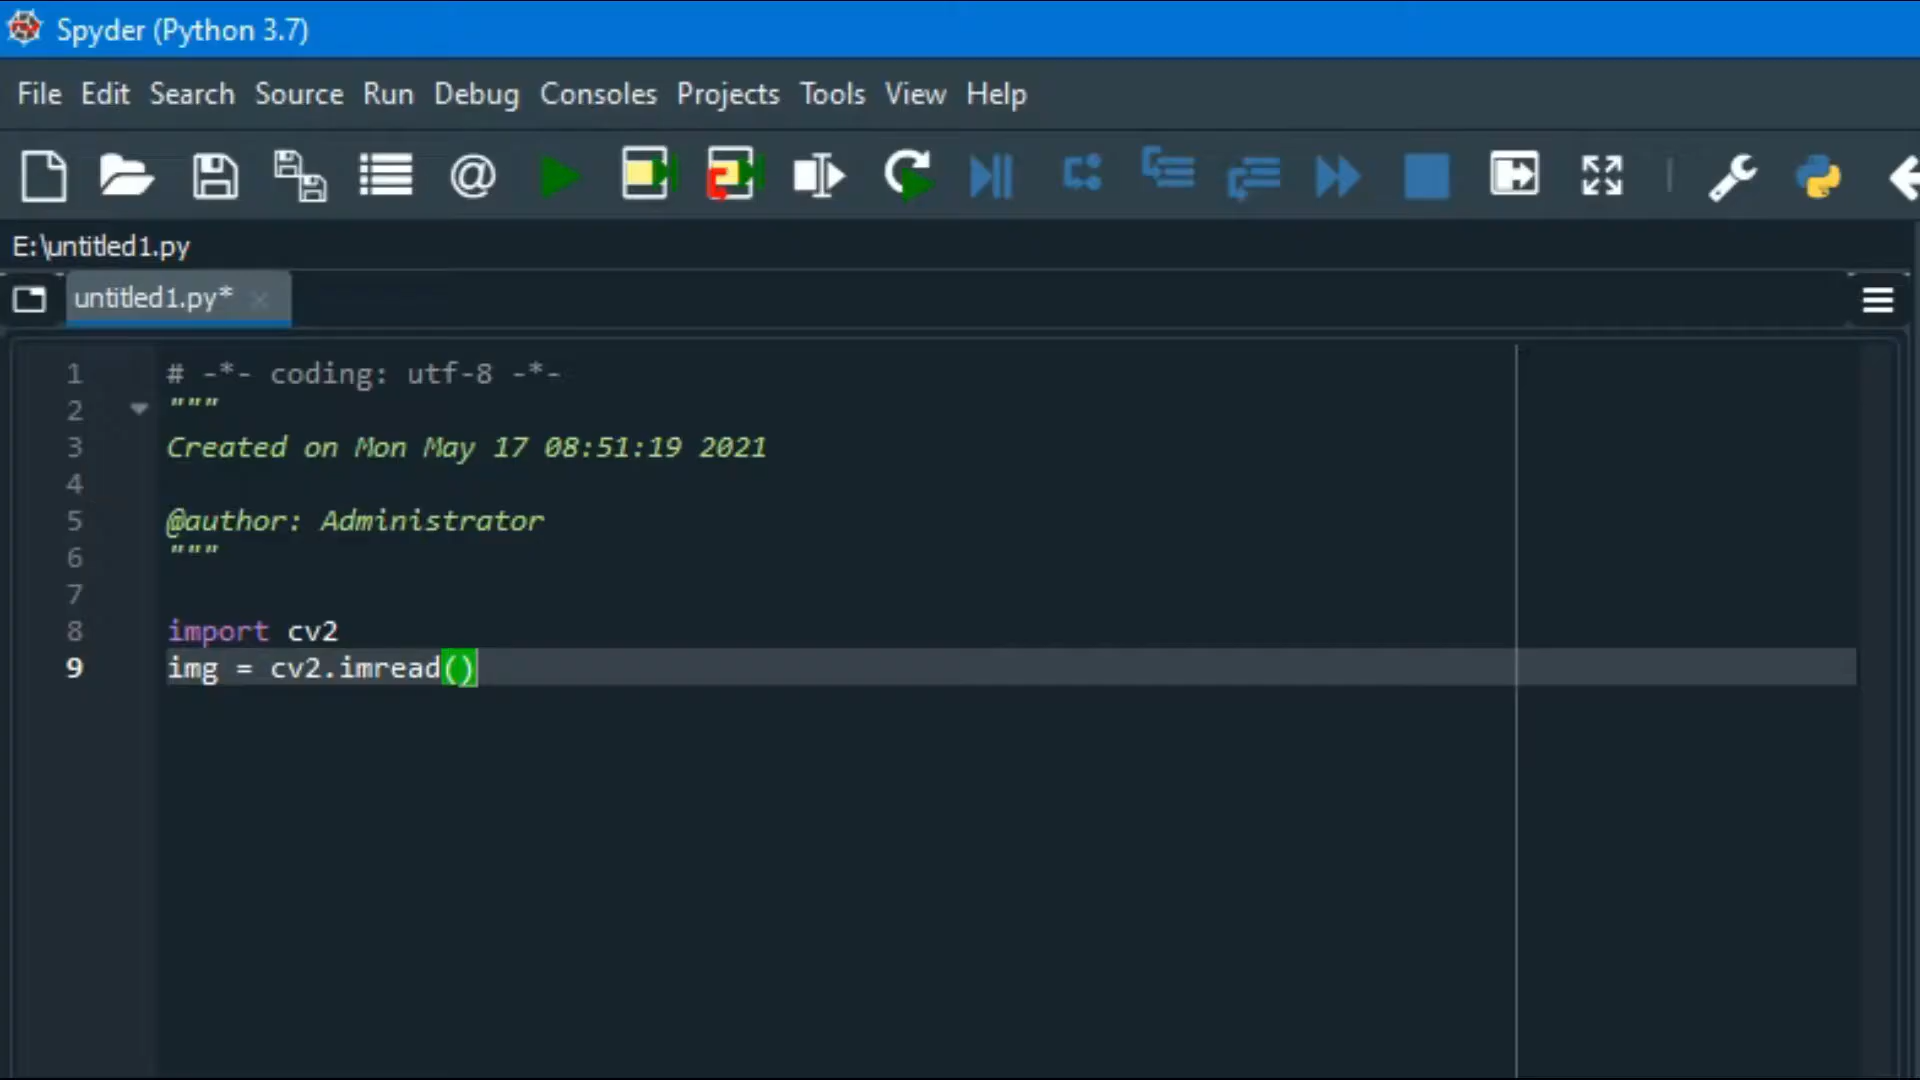 Spyder (Python 3.7)
File Edit Search Source Run Debug Consoles Projects Tools View Help
E:\untitled1.py
untitled1.py*
1 # -*- coding: utf-8 -*-
2 """
3 Created on Mon May 17 08:51:19 2021
4
5 @author: Administrator
6 """
7
8 import cv2
9 img = cv2.imread()